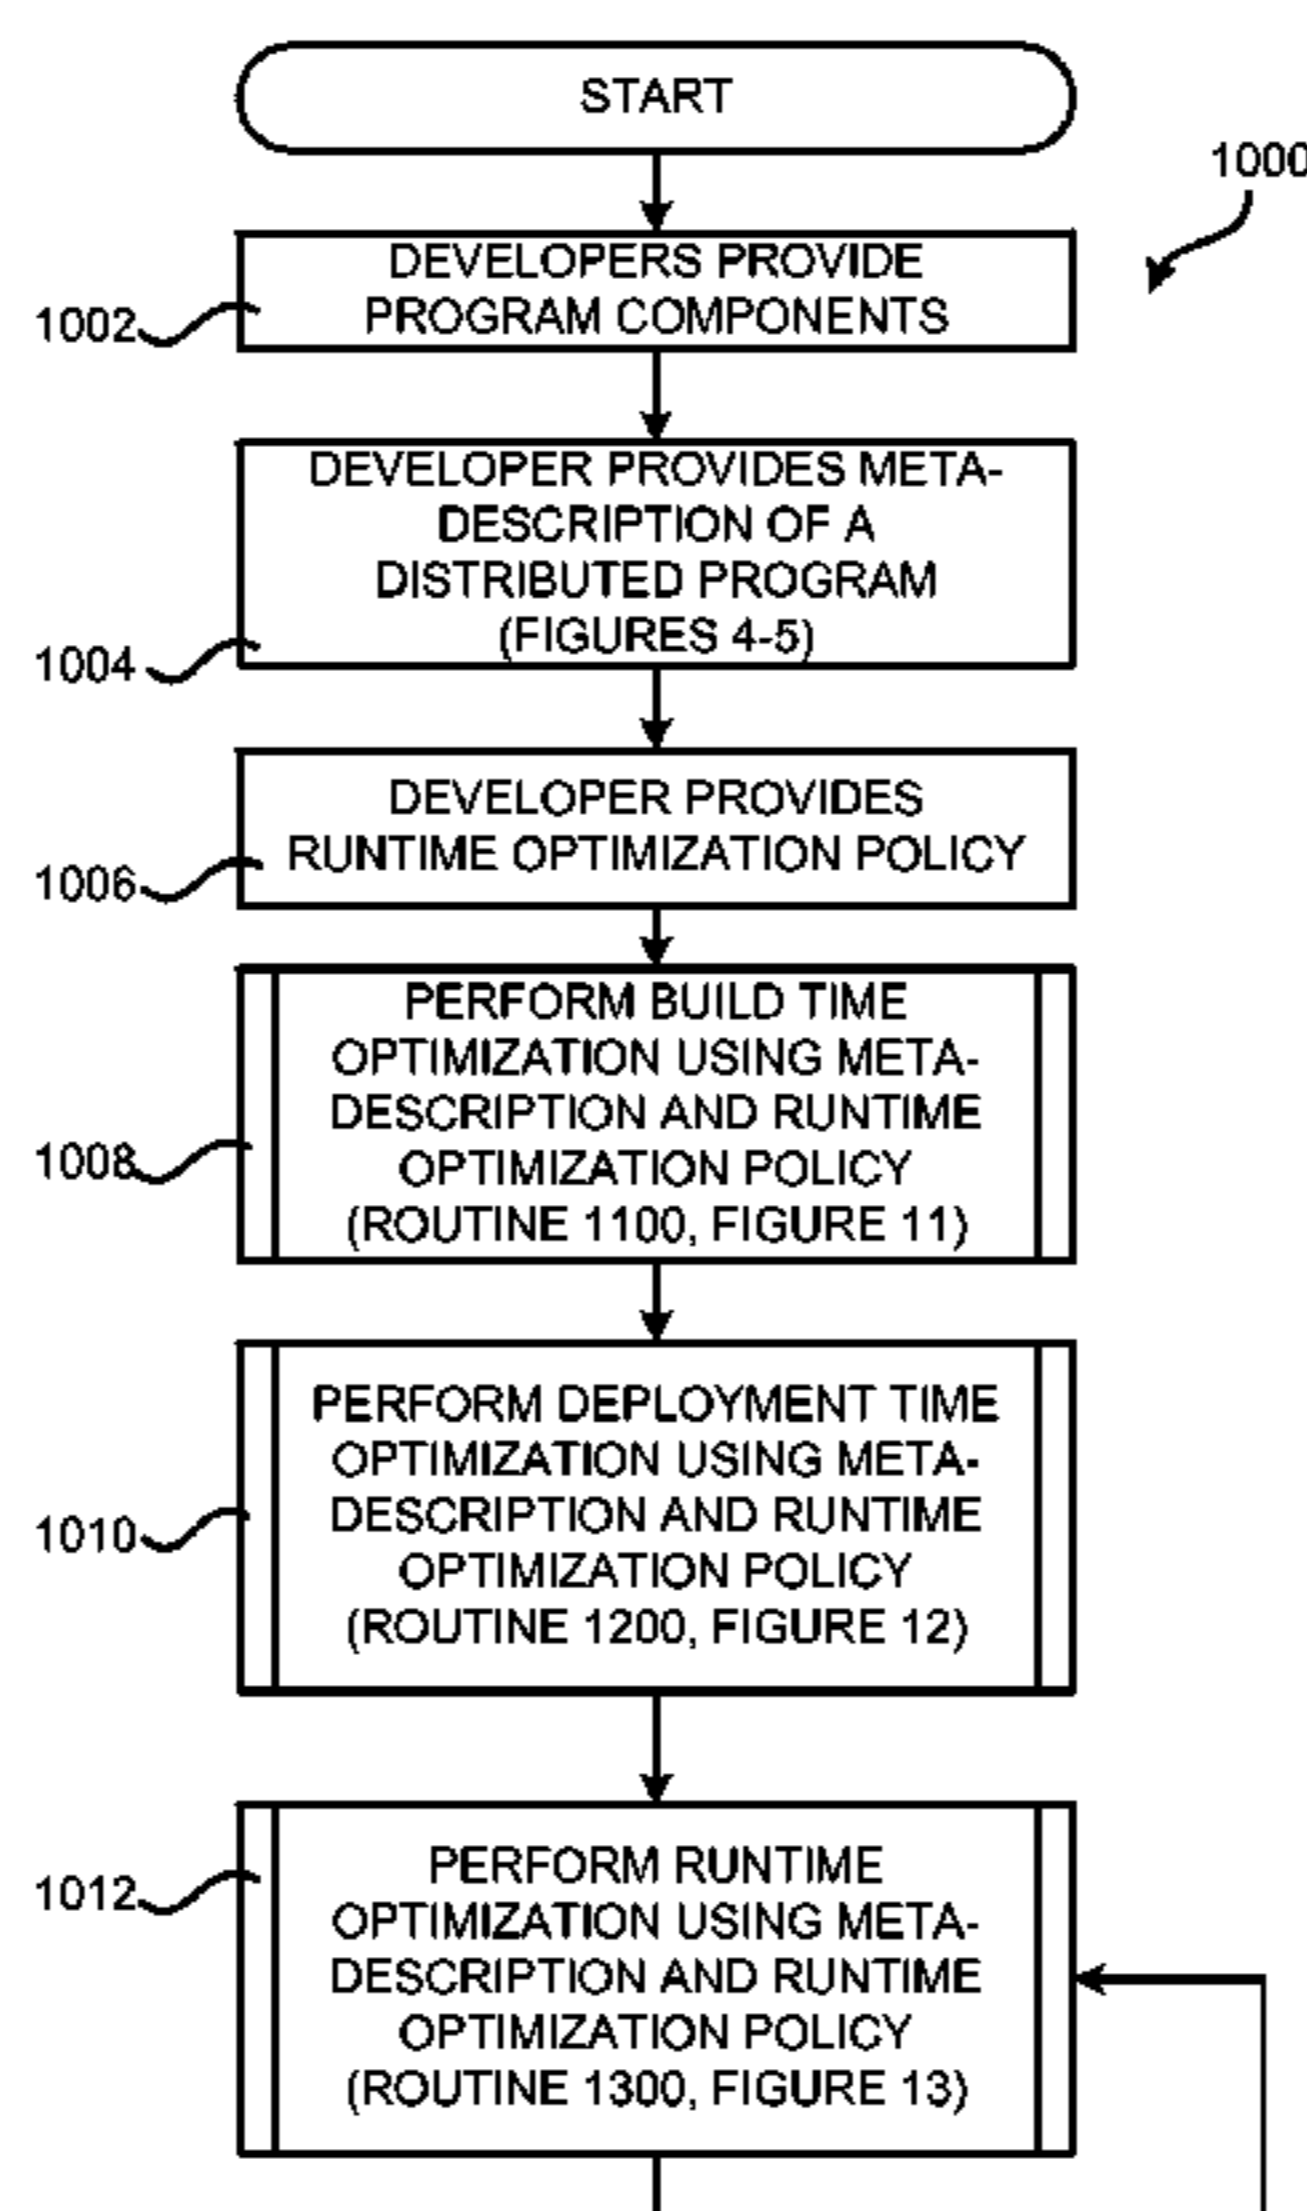 START
1000
DEVELOPERS PROVIDE
PROGRAM COMPONENTS
1002
DEVELOPER PROVIDES META-
DESCRIPTION OF A
DISTRIBUTED PROGRAM
(FIGURES 4-5)
1004
DEVELOPER PROVIDES
RUNTIME OPTIMIZATION POLICY
1006
PERFORM BUILD TIME
OPTIMIZATION USING META-
DESCRIPTION AND RUNTIME
OPTIMIZATION POLICY
(ROUTINE 1100, FIGURE 11)
1008
PERFORM DEPLOYMENT TIME
OPTIMIZATION USING META-
DESCRIPTION AND RUNTIME
OPTIMIZATION POLICY
(ROUTINE 1200, FIGURE 12)
1010
PERFORM RUNTIME
OPTIMIZATION USING META-
DESCRIPTION AND RUNTIME
OPTIMIZATION POLICY
(ROUTINE 1300, FIGURE 13)
1012